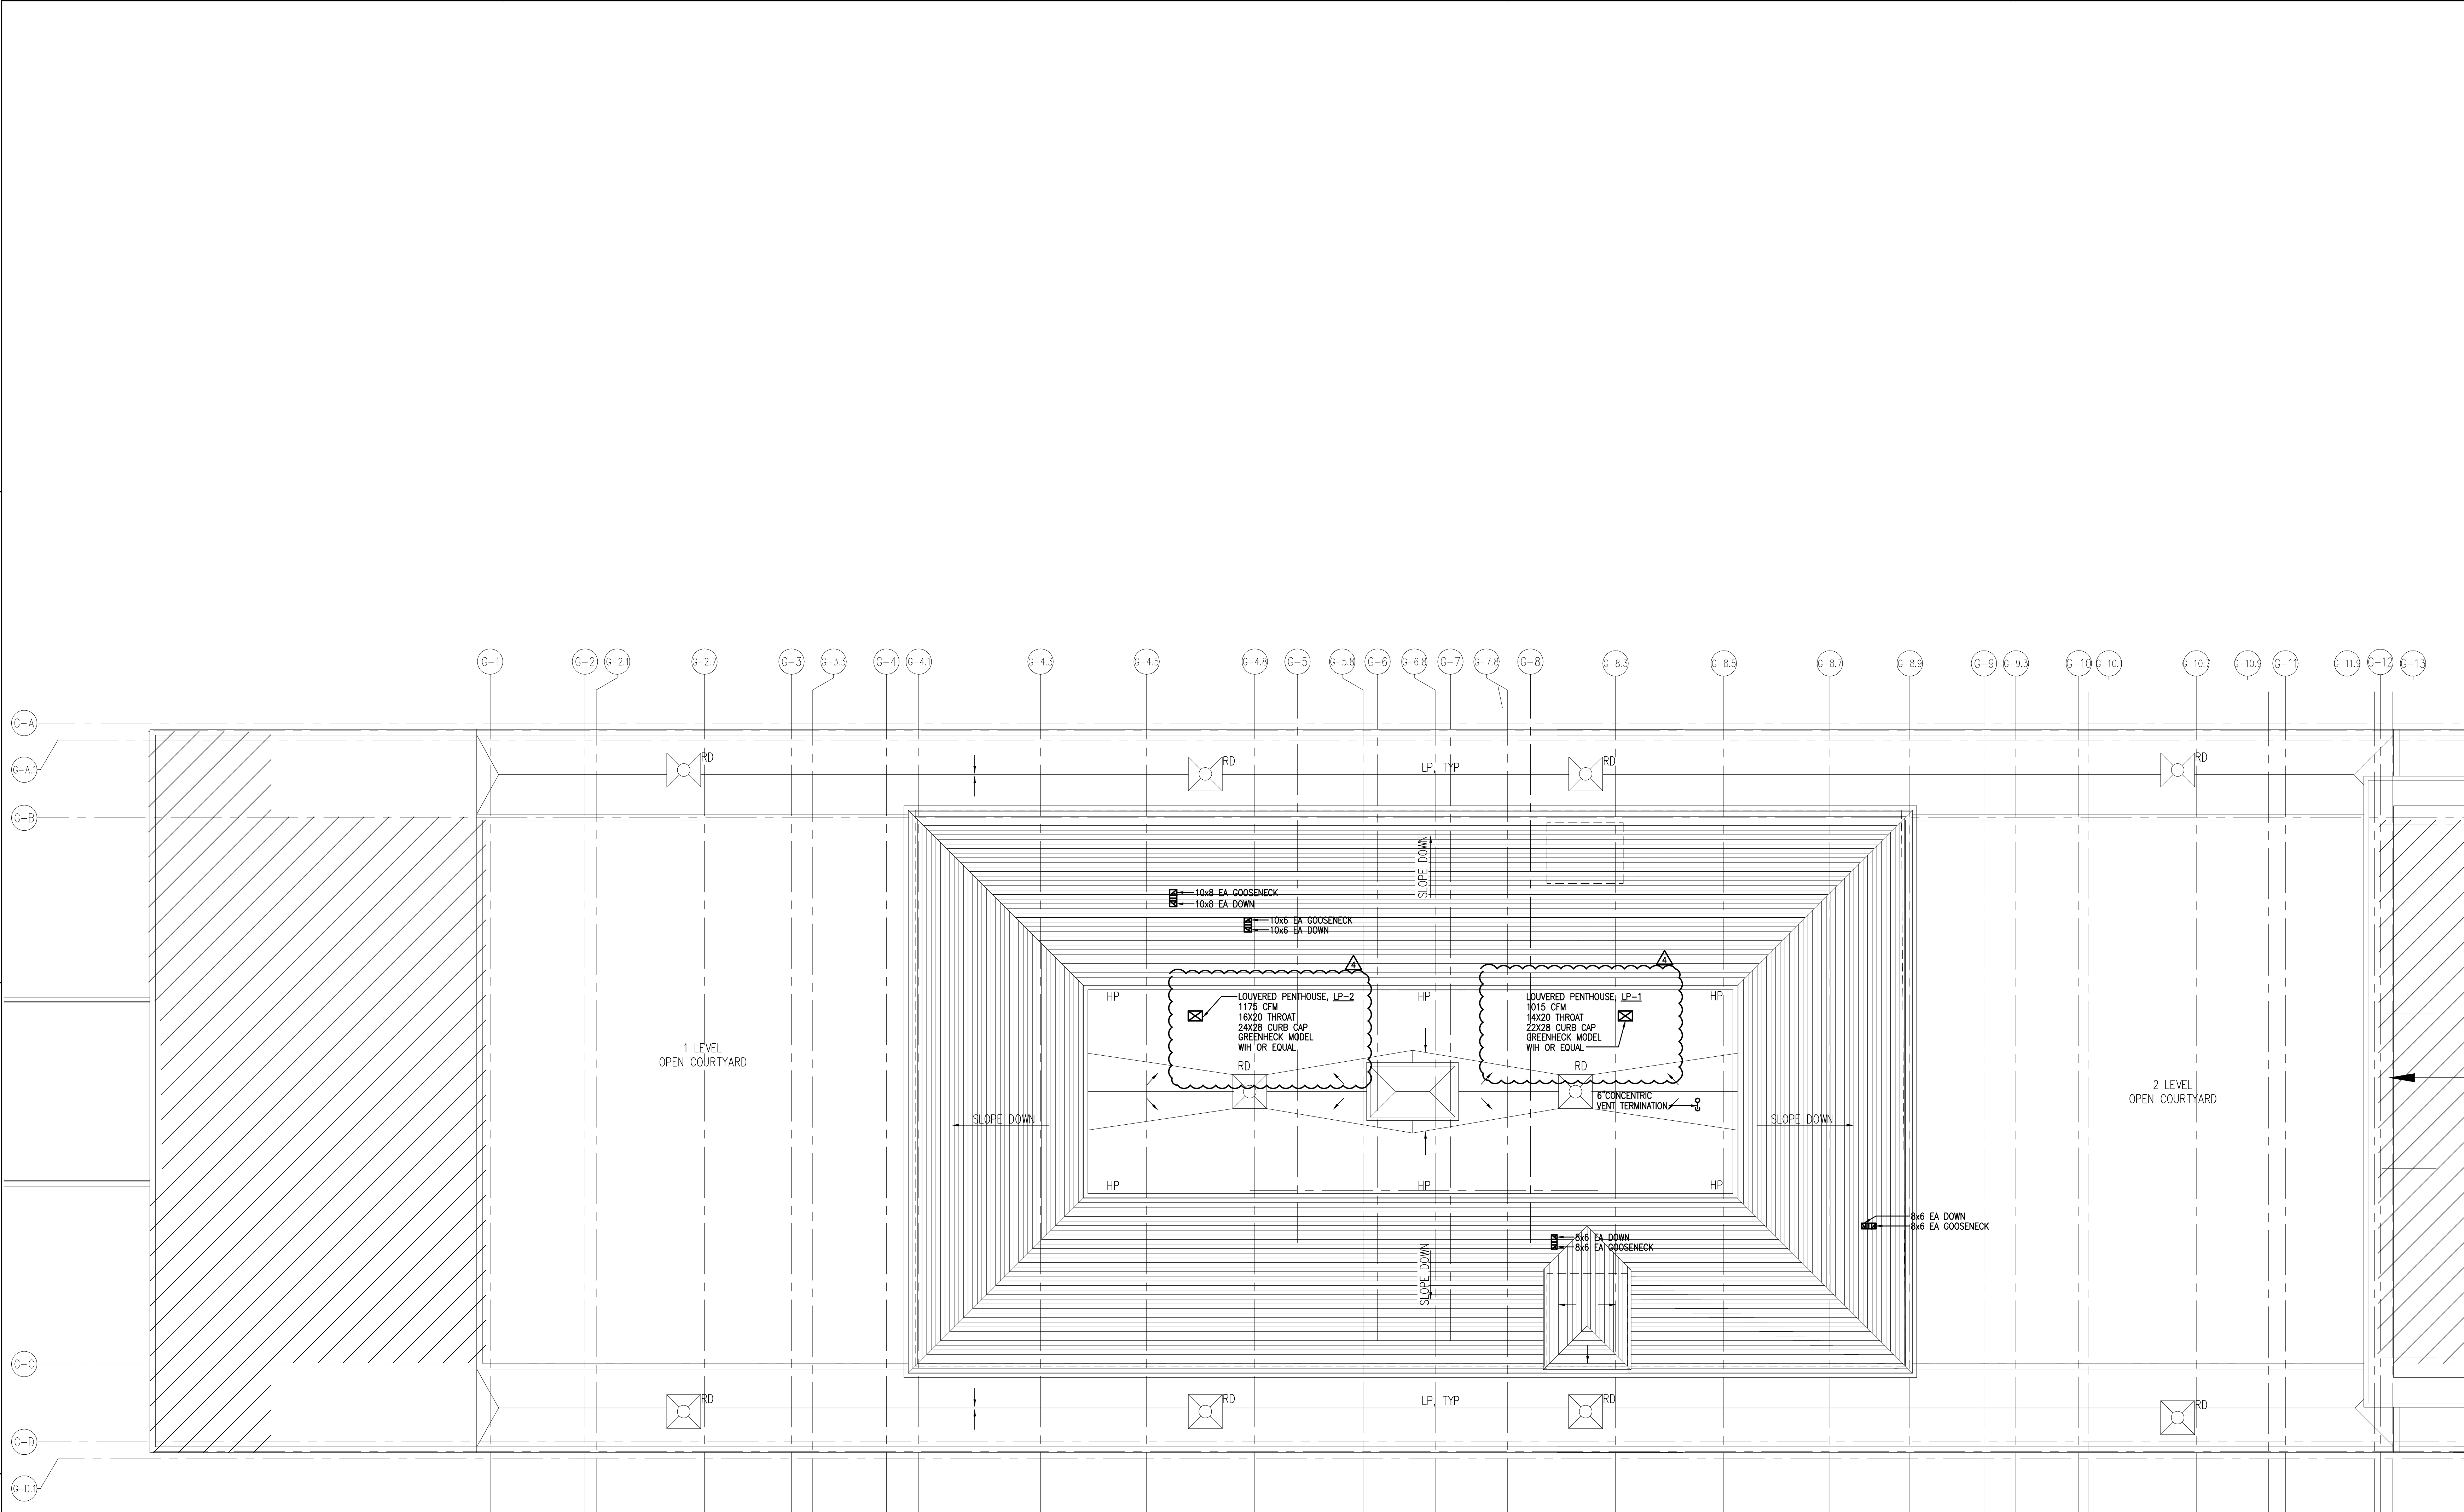 G-1
G-2
G-2.1
G-2.7
G-3
G-3.3
G-4
G-4.1
G-4.3
G-4.5
G-4.8
G-5
G-5.8
G-6
G-6.8
G-7
G-7.8
G-8
G-8.3
G-8.5
G-8.7
G-8.9
G-9
G-9.3
G-10
G-10.1
G-10.7
G-10.9
G-11
G-11.9
G-12
G-13
G-A
G-A.1
G-B
G-C
G-D
G-D.1
RD
RD
LP, TYP
RD
RD
SLOPE DOWN
10x8 EA GOOSENECK
10x8 EA DOWN
10x6 EA GOOSENECK
10x6 EA DOWN
4
4
HP
HP
HP
LOUVERED PENTHOUSE, LP-2
1175 CFM
16X20 THROAT
24X28 CURB CAP
GREENHECK MODEL
WIH OR EQUAL
LOUVERED PENTHOUSE, LP-1
1015 CFM
14X20 THROAT
22X28 CURB CAP
GREENHECK MODEL
WIH OR EQUAL
1 LEVEL
OPEN COURTYARD
RD
RD
6"CONCENTRIC
VENT TERMINATION
2 LEVEL
OPEN COURTYARD
SLOPE DOWN
SLOPE DOWN
HP
HP
HP
8x6 EA DOWN
8x6 EA GOOSENECK
8x6 EA DOWN
8x6 EA GOOSENECK
SLOPE DOWN
RD
RD
LP, TYP
RD
RD